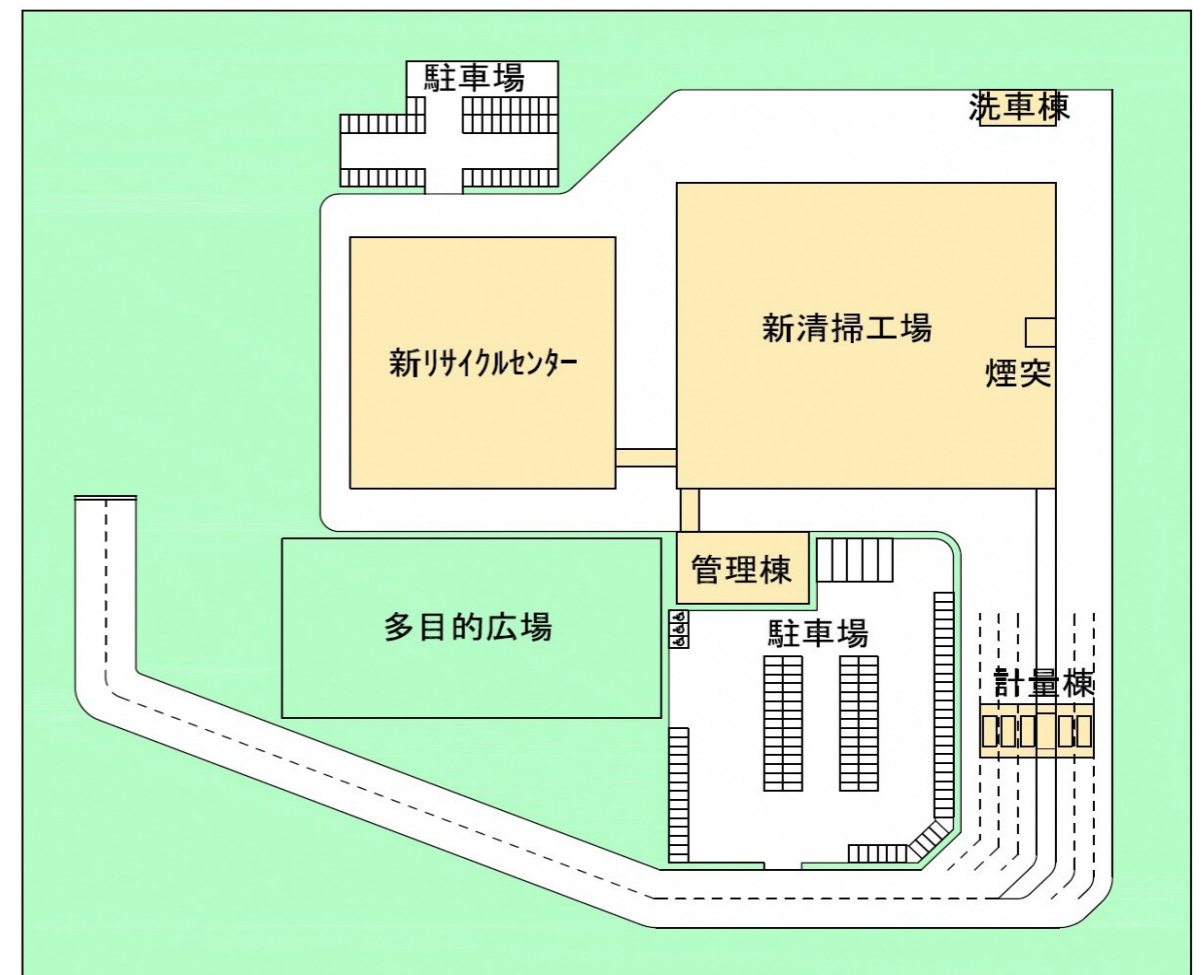 駐車場
洗車棟
新清掃工場
新ﾘｻｲｸﾙｾﾝﾀｰ
煙突
管理棟
多目的広場
駐車場
計量棟